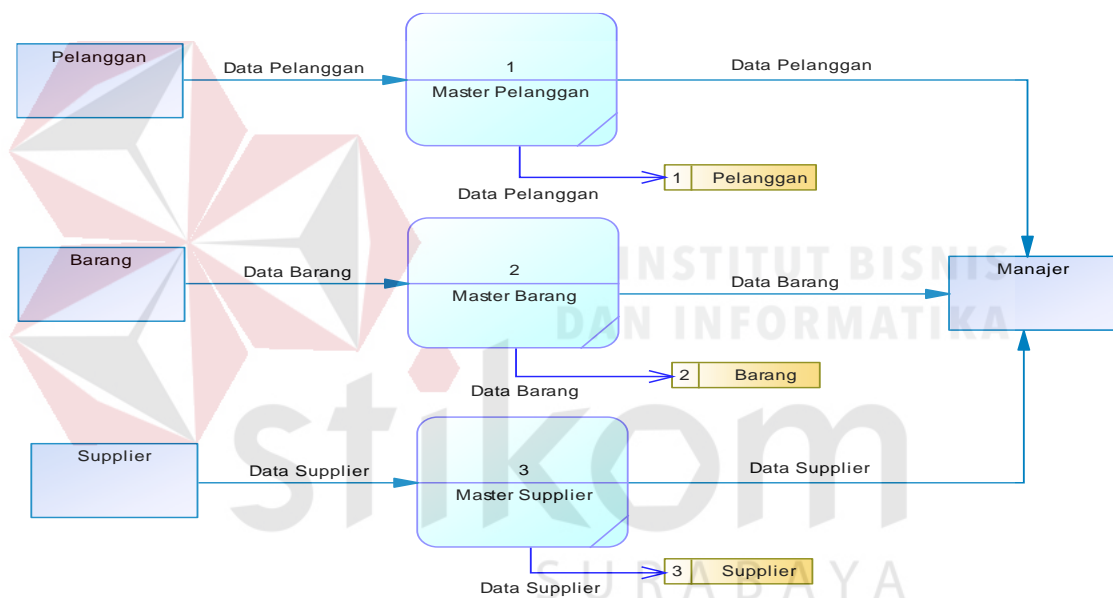 Pelanggan
Data Pelanggan
1
Master Pelanggan
Data Pelanggan
1 Pelanggan
Data Pelanggan
Barang
Data Barang
2
Master Barang
Data Barang
Manajer
2 Barang
Data Barang
Supplier
Data Supplier
3
Master Supplier
Data Supplier
3 Supplier
Data Supplier
INSTITUT BISNIS
DAN INFORMATIKA
stikom
SURABAYA